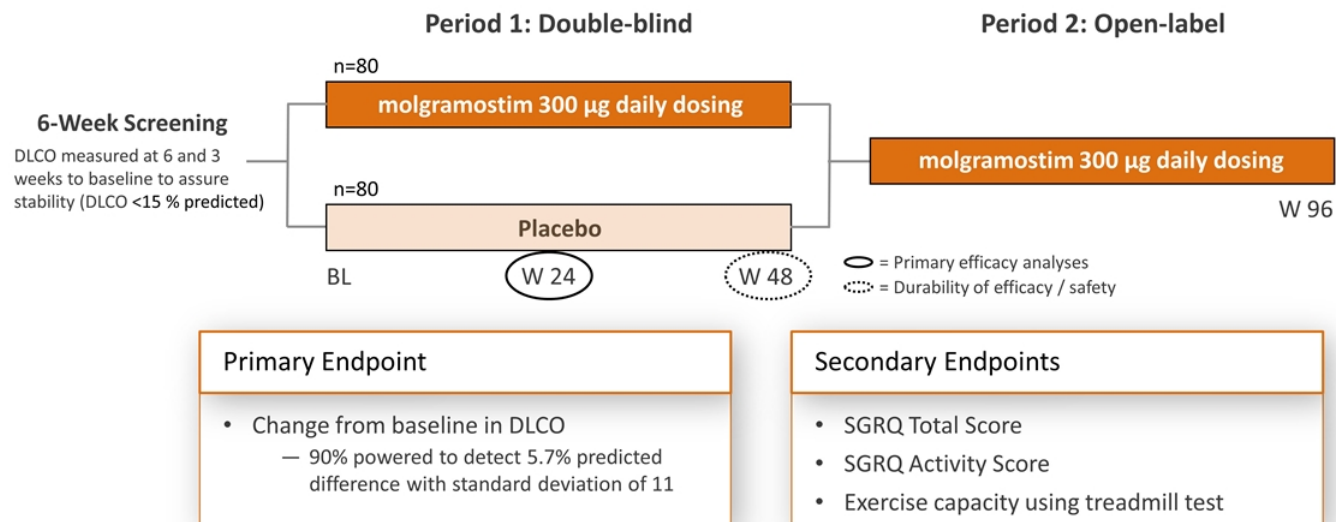 Period 1: Double-blind
Period 2: Open-label
n=80
molgramostim 300 µg daily dosing
6-Week Screening
DLCO measured at 6 and 3
weeks to baseline to assure
stability (DLCO <15 % predicted)
molgramostim 300 µg daily dosing
n=80
Placebo
W 96
BL
W 24
W 48
= Primary efficacy analyses
= Durability of efficacy / safety
Primary Endpoint
• Change from baseline in DLCO
— 90% powered to detect 5.7% predicted
difference with standard deviation of 11
Secondary Endpoints
• SGRQ Total Score
• SGRQ Activity Score
• Exercise capacity using treadmill test